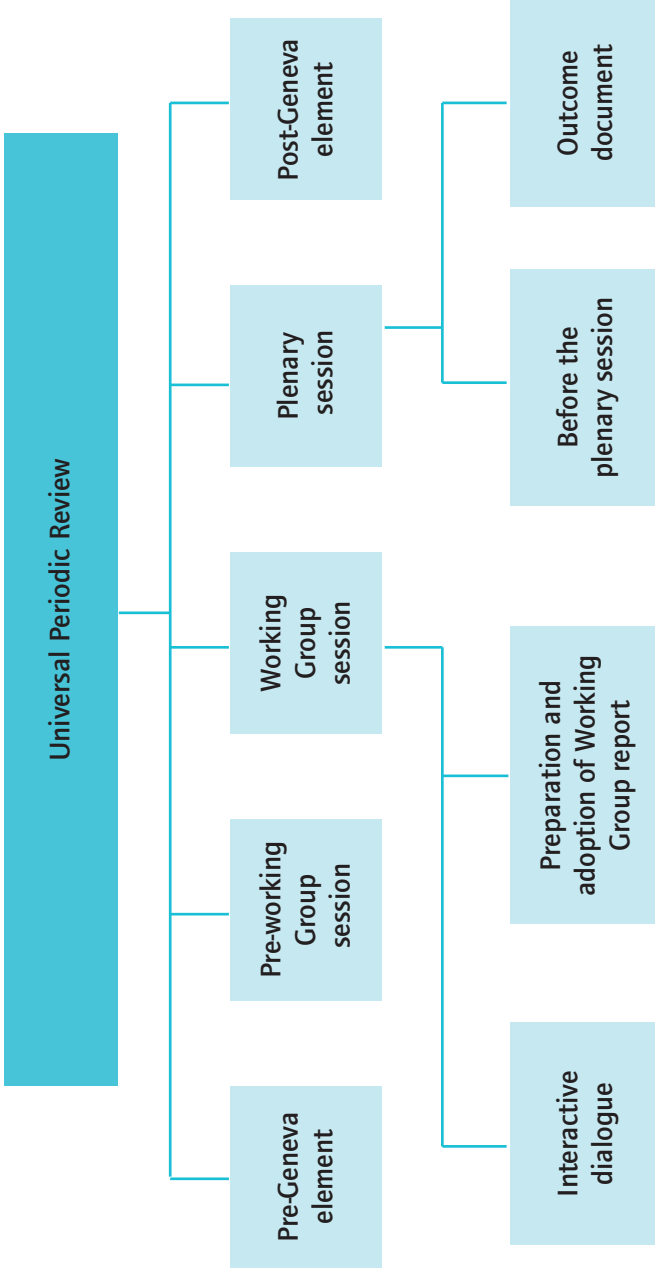 Universal Periodic Review
Pre-Geneva
element
Pre-working
Group
session
Working
Group
session
Plenary
session
Post-Geneva
element
Interactive
dialogue
Preparation and
adoption of Working
Group report
Before the
plenary session
Outcome
document